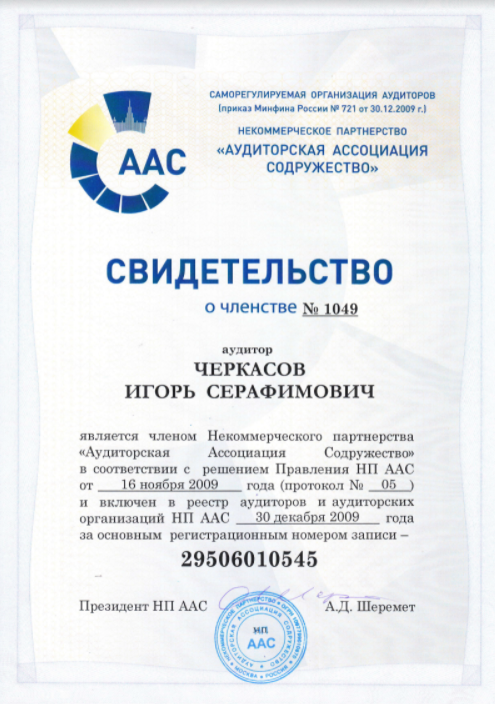 ААС
САМОРЕГУЛИРУЕМАЯ ОРГАНИЗАЦИЯ АУДИТОРОВ
(приказ Минфина России № 721 от 30.12.2009 г.)
НЕКОММЕРЧЕСКОЕ ПАРТНЕРСТВО
«АУДИТОРСКАЯ АССОЦИАЦИЯ
СОДРУЖЕСТВО»
СВИДЕТЕЛЬСТВО
о членстве № 1049
аудитор
ЧЕРКАСОВ
ИГОРЬ СЕРАФИМОВИЧ
является членом Некоммерческого партнерства
«Аудиторская Ассоциация Содружество»
в соответствии с решением Правления НП ААС
от 16 ноября 2009 года (протокол № 05 )
и включен в реестр аудиторов и аудиторских
организаций НП ААС 30 декабря 2009 года
за основным регистрационным номером записи –
29506010545
Президент НП ААС А.Д. Шеремет
НЕКОММЕРЧЕСКОЕ ПАРТНЕРСТВО
МОСКВА РОССИЯ
АУДИТОРСКАЯ АССОЦИАЦИЯ СОДРУЖЕСТВО
НП
ААС